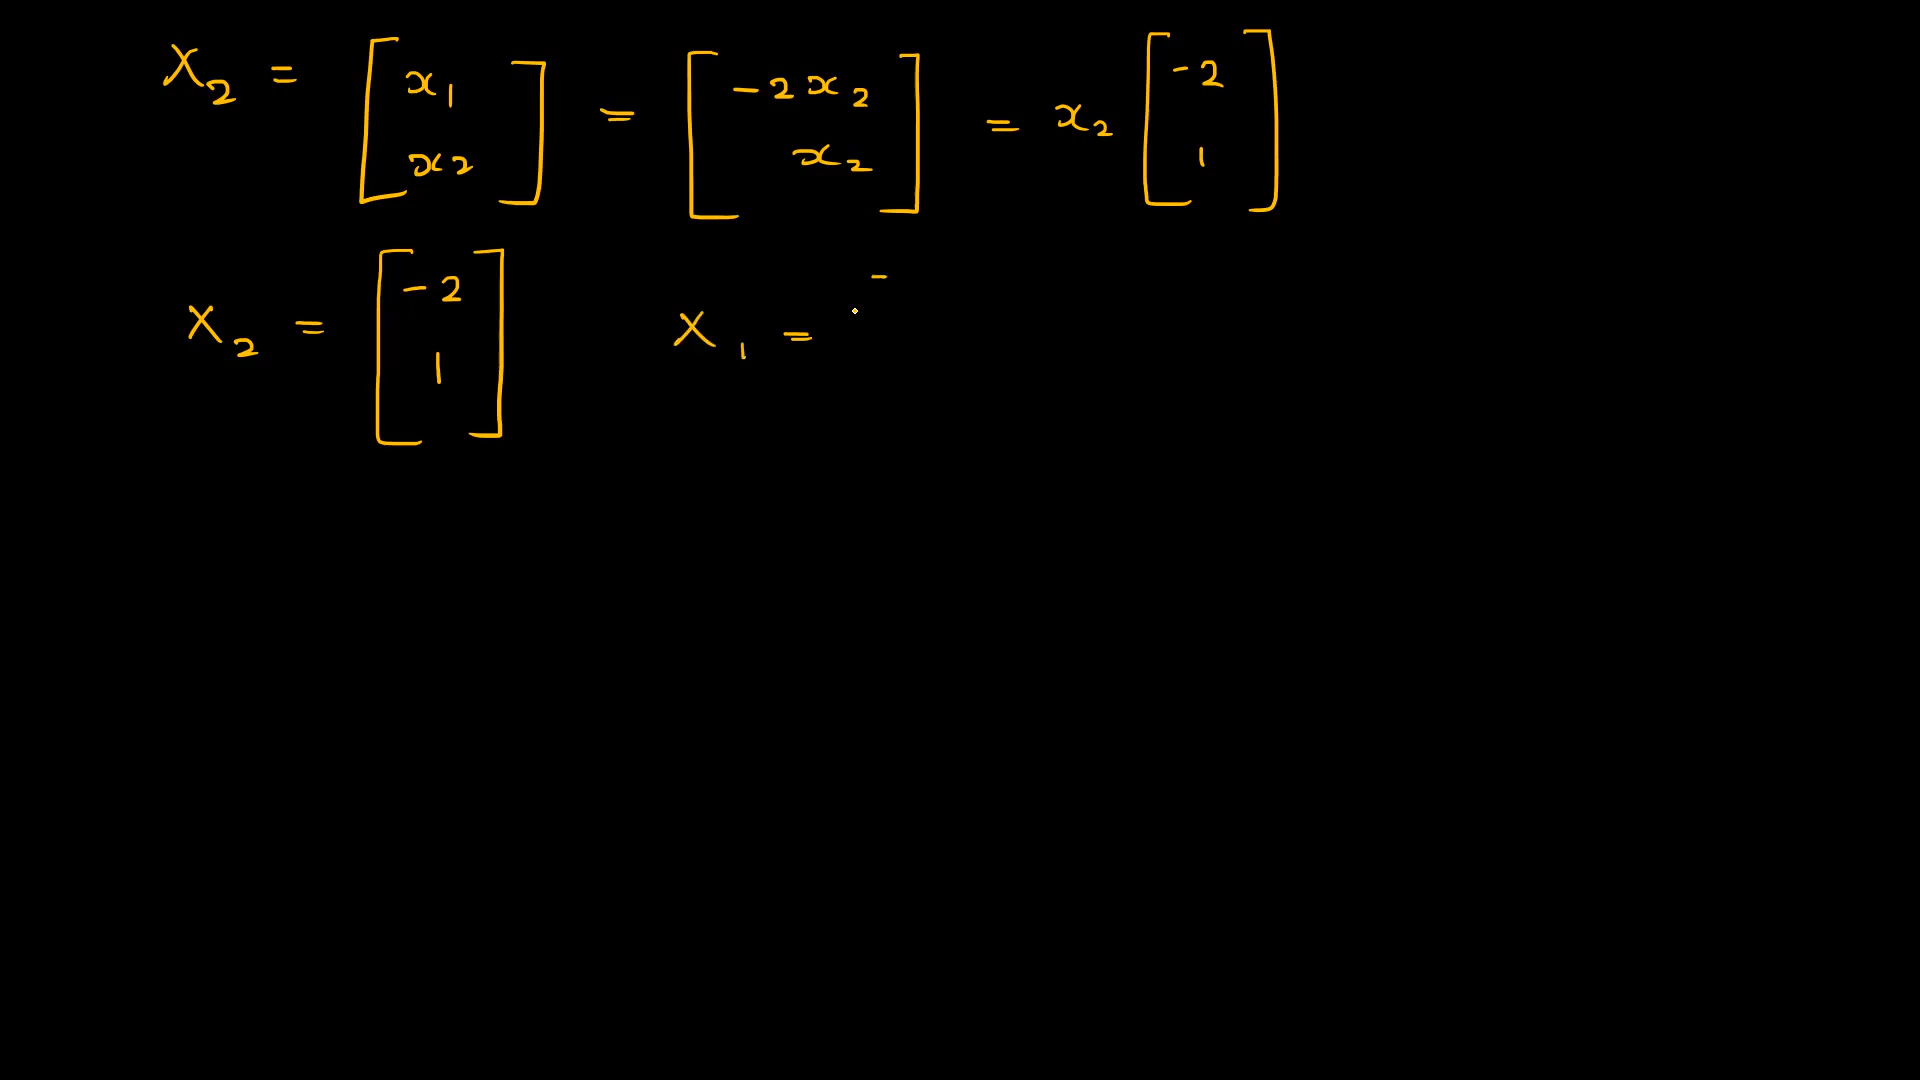 X₂ = [x₁ x₂] = [-2x₂ x₂] = x₂ [-2 1]
X₂ = [-2 1] X₁ = -